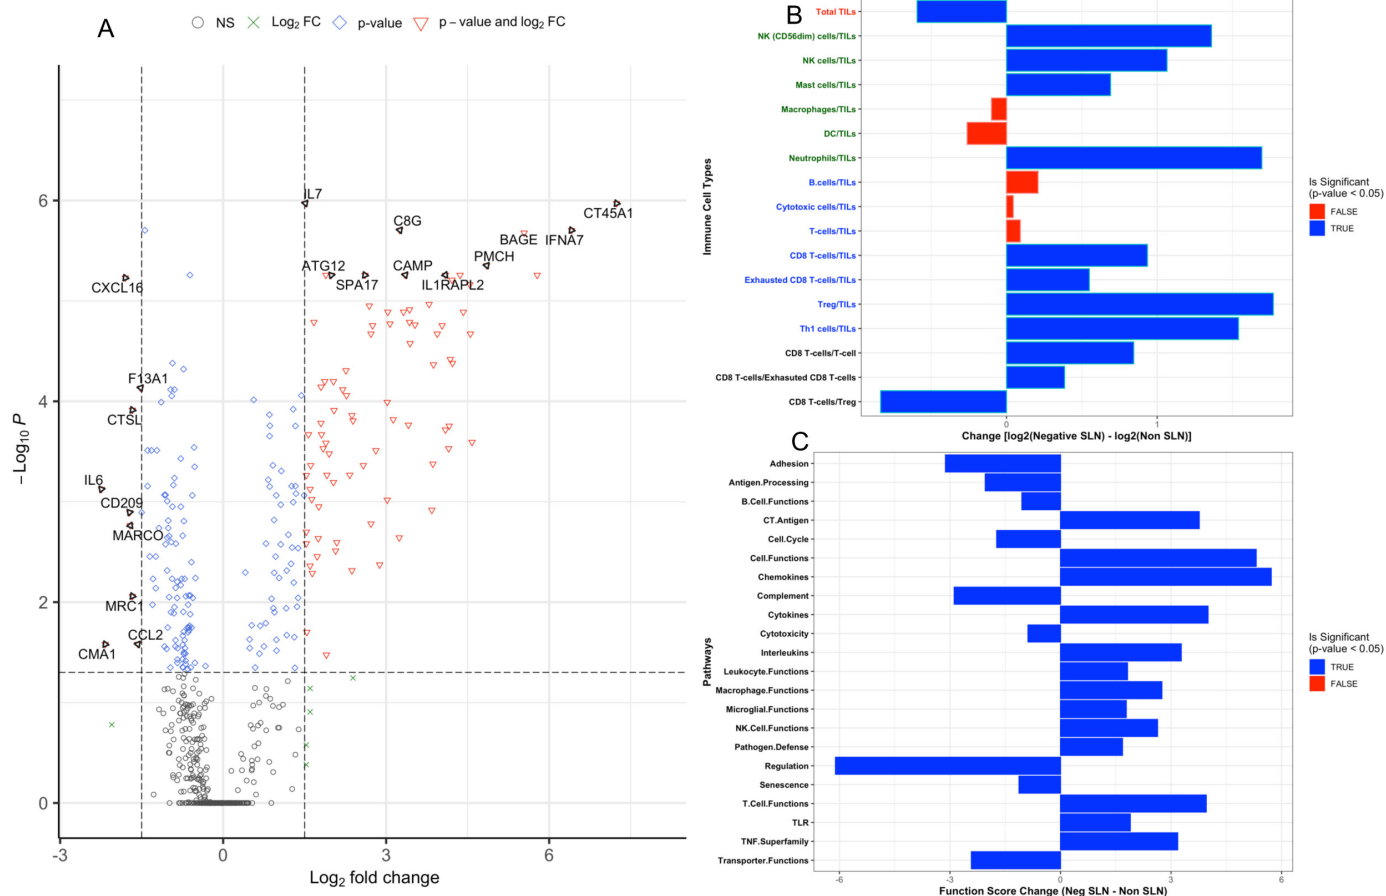 A
NS
Log2 FC
p-value
p – value and log2 FC
− Log10 P
6
4
2
0
-3
0
3
6
Log2 fold change
IL7
CT45A1
C8G
BAGE
IFNA7
PMCH
ATG12
CAMP
SPA17
IL1RAPL2
CXCL16
F13A1
CTSL
IL6
CD209
MARCO
MRC1
CCL2
CMA1
B
Immune Cell Types
Total TILs
NK (CD56dim) cells/TILs
NK cells/TILs
Mast cells/TILs
Macrophages/TILs
DC/TILs
Neutrophils/TILs
B.cells/TILs
Cytotoxic cells/TILs
T-cells/TILs
CD8 T-cells/TILs
Exhausted CD8 T-cells/TILs
Treg/TILs
Th1 cells/TILs
CD8 T-cells/T-cell
CD8 T-cells/Exhasuted CD8 T-cells
CD8 T-cells/Treg
0
1
Change [log2(Negative SLN) - log2(Non SLN)]
Is Significant
(p-value < 0.05)
FALSE
TRUE
C
Pathways
Adhesion
Antigen.Processing
B.Cell.Functions
CT.Antigen
Cell.Cycle
Cell.Functions
Chemokines
Complement
Cytokines
Cytotoxicity
Interleukins
Leukocyte.Functions
Macrophage.Functions
Microglial.Functions
NK.Cell.Functions
Pathogen.Defense
Regulation
Senescence
T.Cell.Functions
TLR
TNF.Superfamily
Transporter.Functions
-6
-3
0
3
6
Function Score Change (Neg SLN - Non SLN)
Is Significant
(p-value < 0.05)
TRUE
FALSE